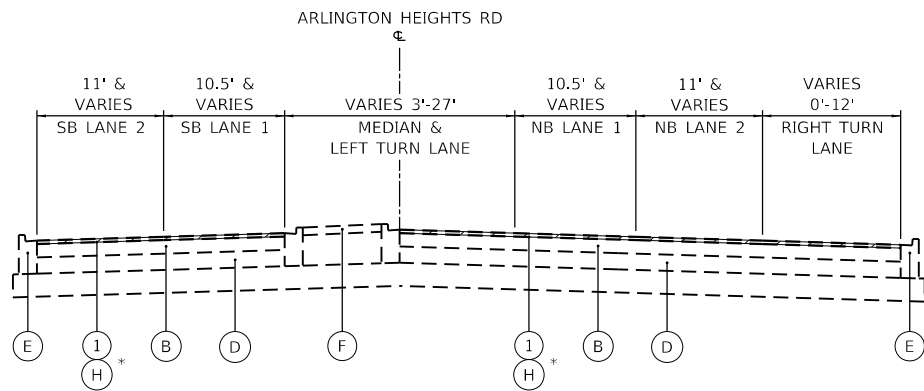 ARLINGTON HEIGHTS RD
℄
11' &
VARIES
SB LANE 2
10.5' &
VARIES
SB LANE 1
VARIES 3'-27'
MEDIAN &
LEFT TURN LANE
10.5' &
VARIES
NB LANE 1
11' &
VARIES
NB LANE 2
VARIES
0'-12'
RIGHT TURN
LANE
E
1
H *
B
D
F
1
H *
B
D
E